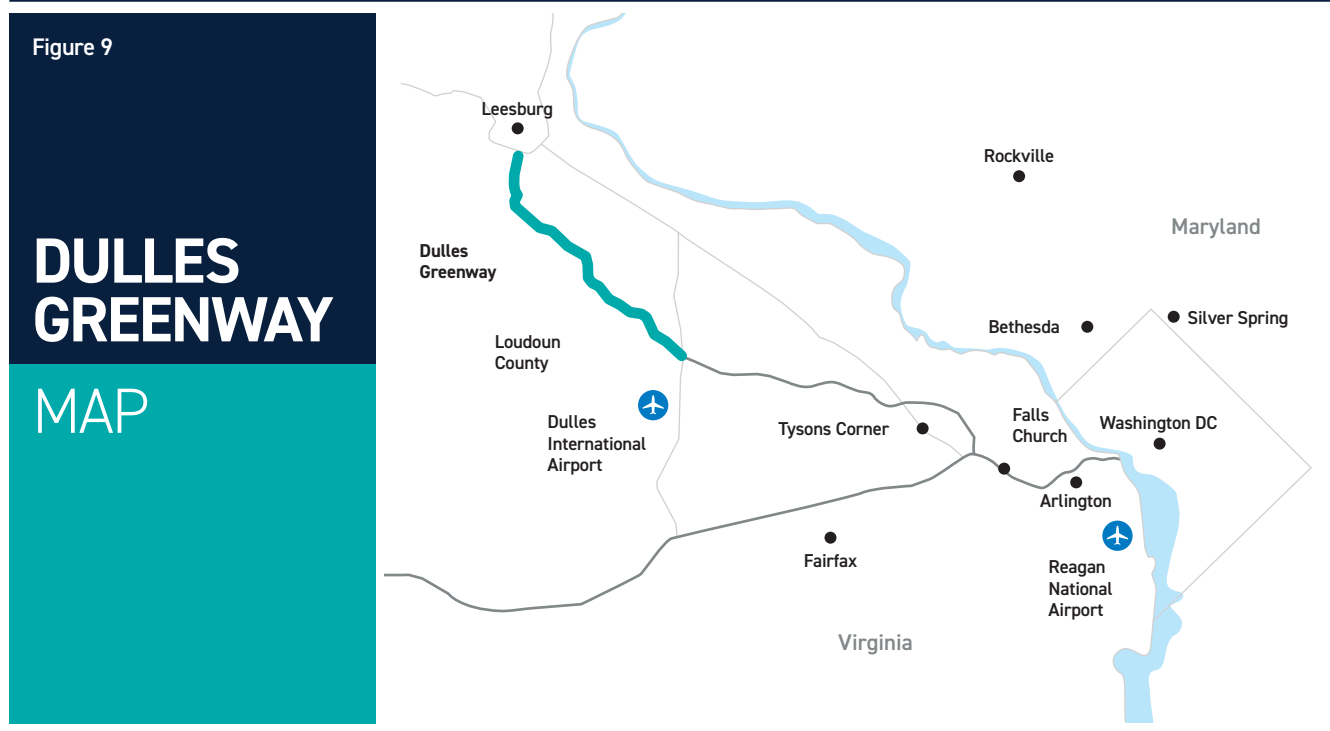 Figure 9
DULLES
GREENWAY
MAP
Leesburg
Rockville
Maryland
Dulles
Greenway
Silver Spring
Bethesda
Loudoun
County
Dulles
International
Airport
Tysons Corner
Falls
Church
Washington DC
Arlington
Fairfax
Reagan
National
Airport
Virginia